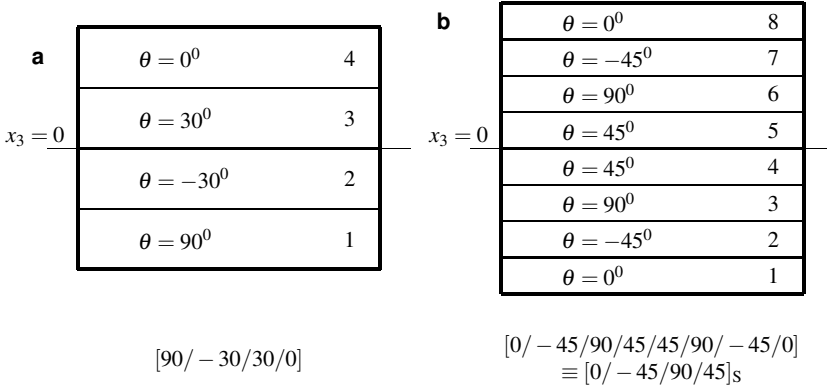 a
θ = 0⁰ 4
θ = 30⁰ 3
x₃ = 0
θ = −30⁰ 2
θ = 90⁰ 1
[90/−30/30/0]
b
θ = 0⁰ 8
θ = −45⁰ 7
θ = 90⁰ 6
θ = 45⁰ 5
x₃ = 0
θ = 45⁰ 4
θ = 90⁰ 3
θ = −45⁰ 2
θ = 0⁰ 1
[0/−45/90/45/45/90/−45/0]
≡ [0/−45/90/45]s